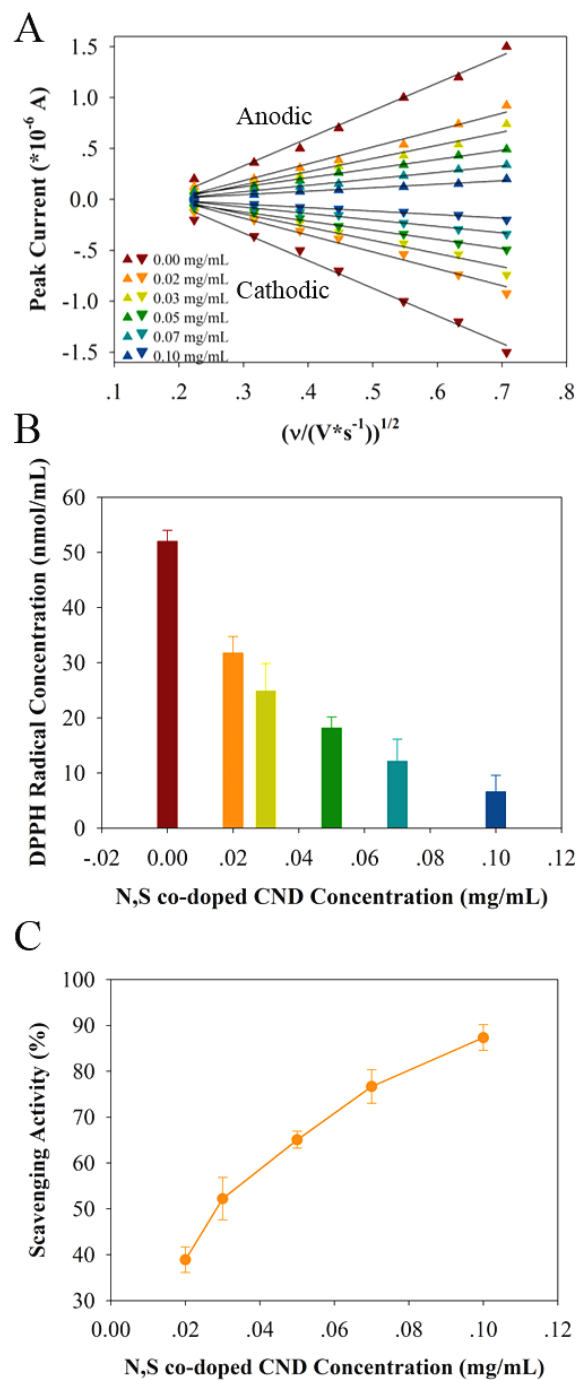 A
1.5
1.0
.5
0.0
-.5
-1.0
-1.5
Peak Current (*10-6 A)
Anodic
Cathodic
0.00 mg/mL
0.02 mg/mL
0.03 mg/mL
0.05 mg/mL
0.07 mg/mL
0.10 mg/mL
.1 .2 .3 .4 .5 .6 .7 .8
(ν/(V*s-1))1/2
B
60
50
40
30
20
10
0
DPPH Radical Concentration (nmol/mL)
-.02 0.00 .02 .04 .06 .08 .10 .12
N,S co-doped CND Concentration (mg/mL)
C
100
90
80
70
60
50
40
30
Scavenging Activity (%)
0.00 .02 .04 .06 .08 .10 .12
N,S co-doped CND Concentration (mg/mL)